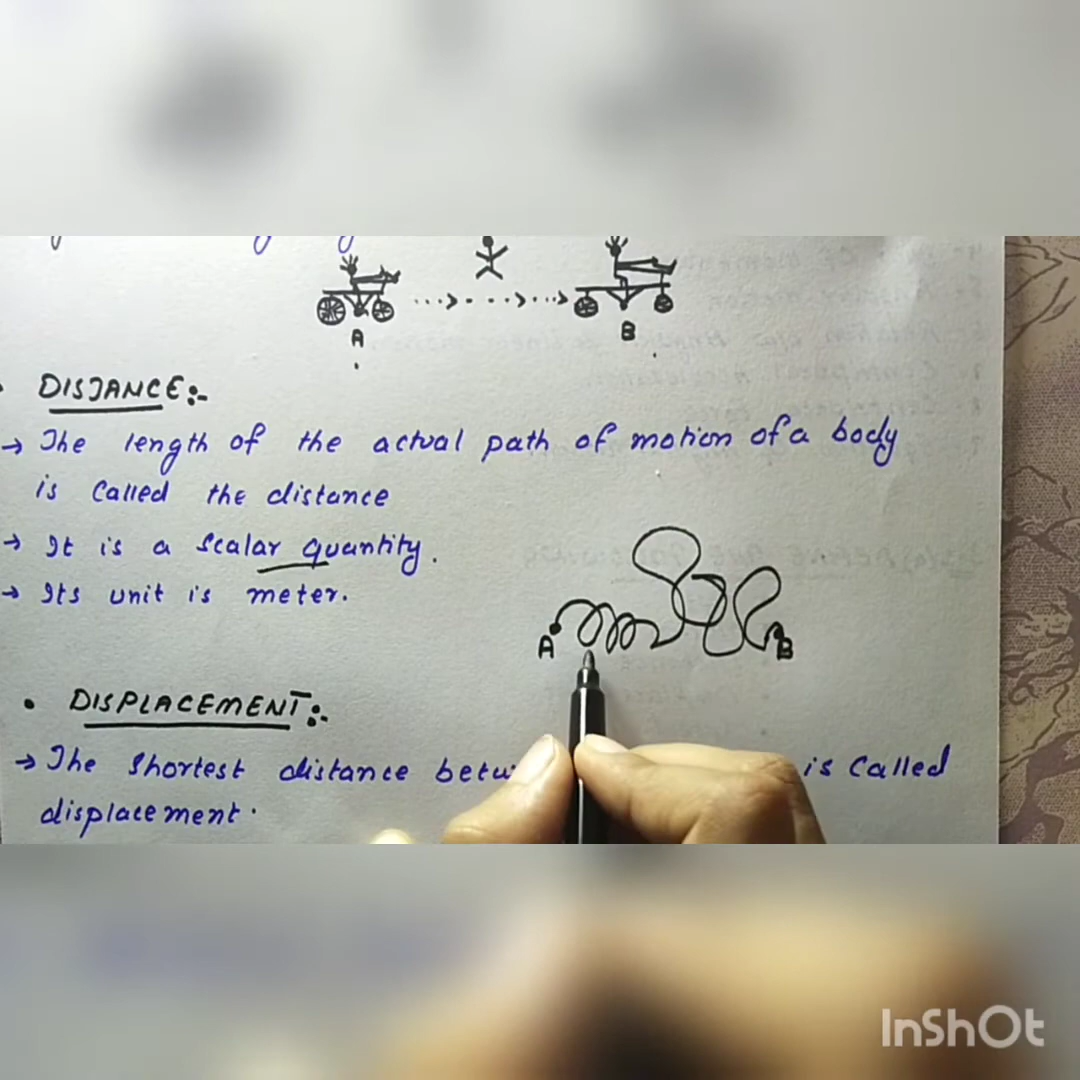 A
B
DISTANCE:-
→ The length of the actual path of motion of a body
is called the distance
→ It is a scalar quantity.
→ Its unit is meter.
A
B
• DISPLACEMENT:-
→ The shortest distance is called
displacement.
InShOt